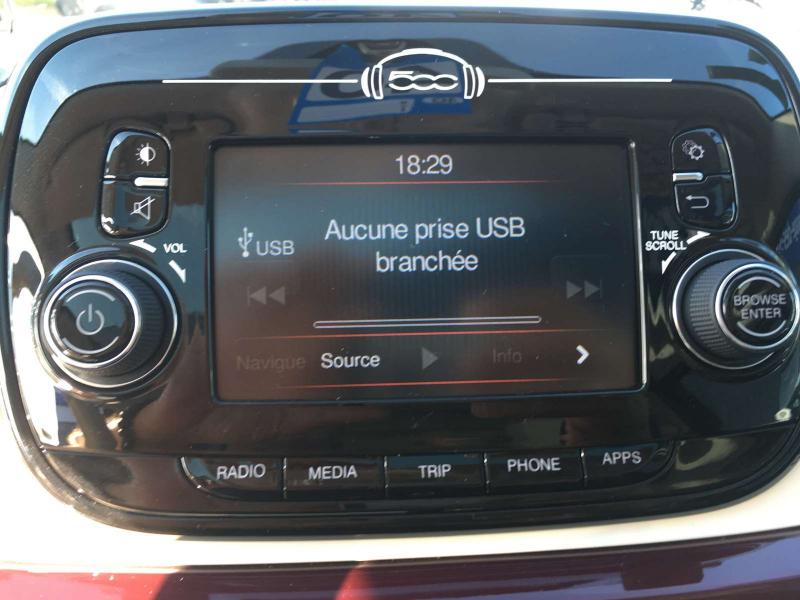 500
18:29
USB
Aucune prise USB
branchée
VOL
TUNE
SCROLL
BROWSE
ENTER
Navigue Source Info
RADIO MEDIA TRIP PHONE APPS